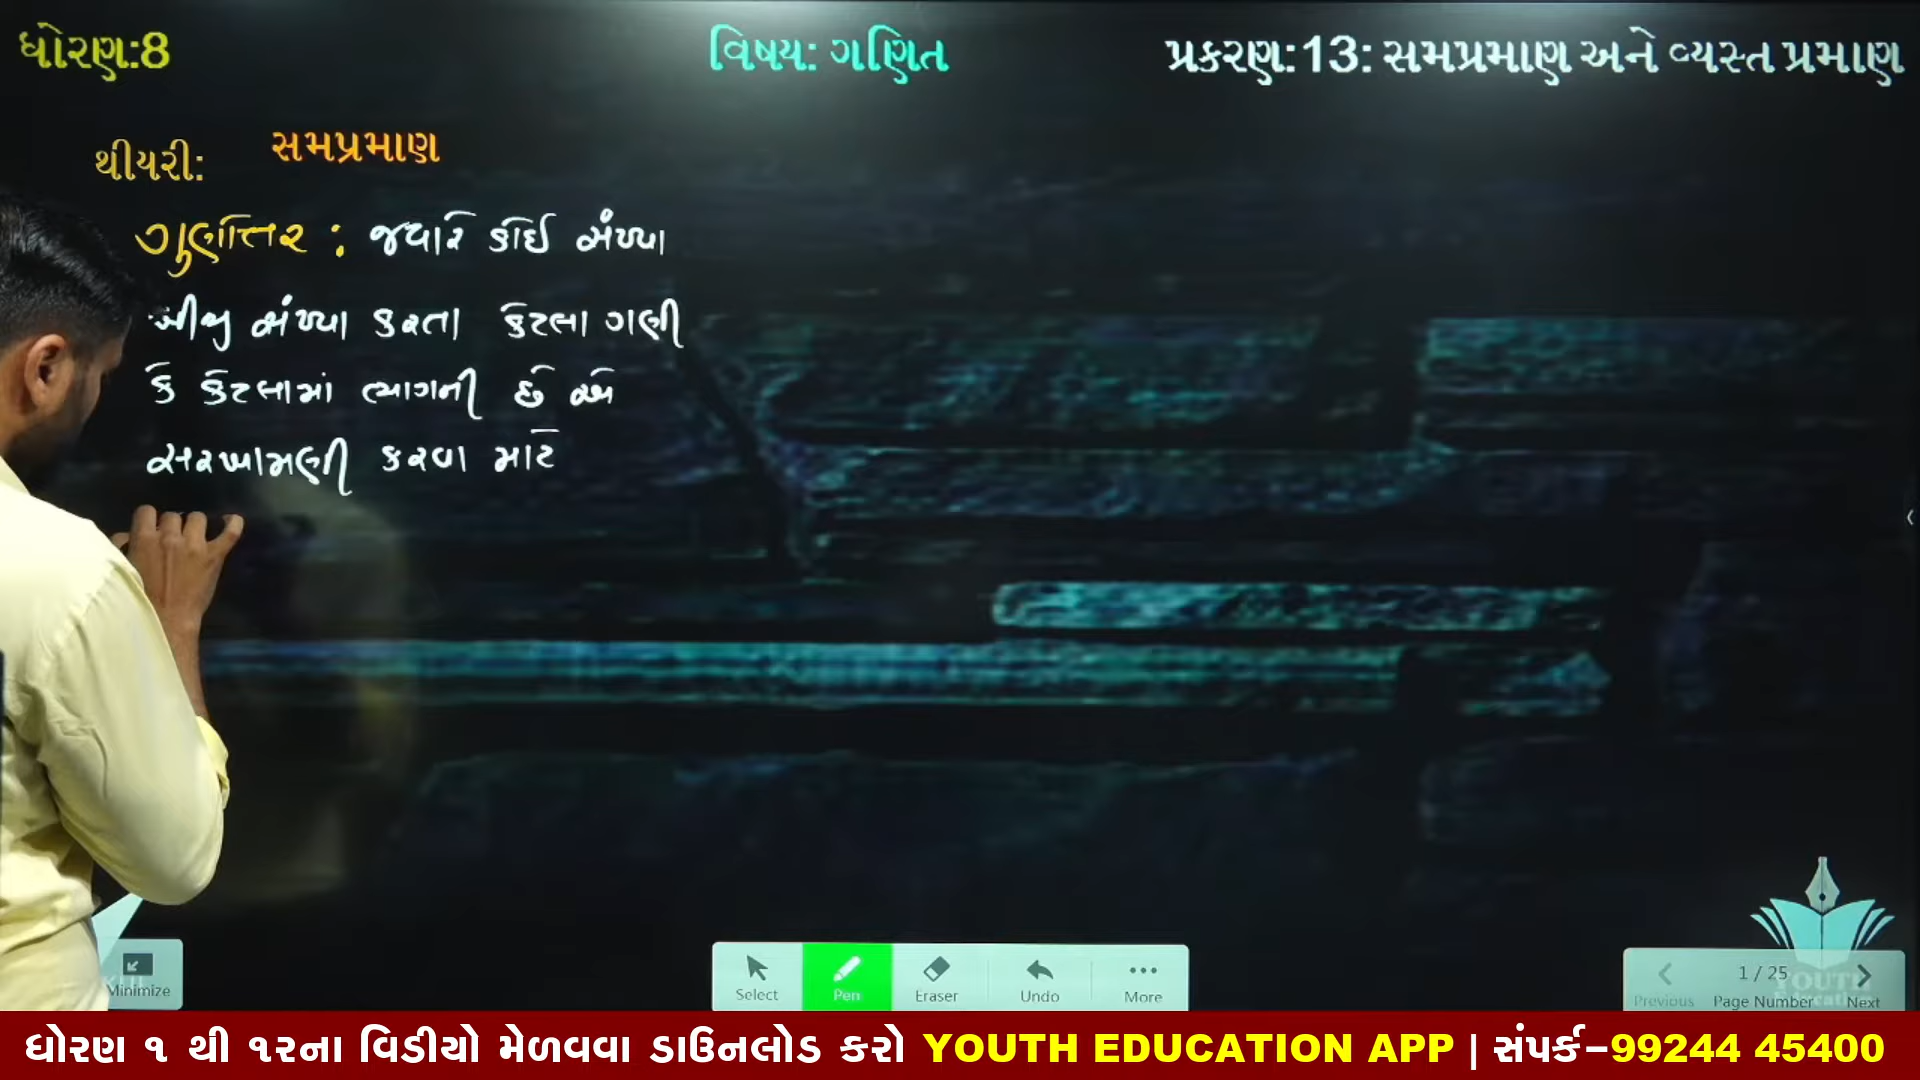 ધોરણ:8
વિષય: ગણિત
પ્રકરણ:13: સમપ્રમાણ અને વ્યસ્ત પ્રમાણ
થીયરી:
સમપ્રમાણ
ગુણોત્તર : જ્યારે કોઈ સંખ્યા
બીજી સંખ્યા કરતા કેટલા ગણી
કે કેટલામાં ભાગની છે એ
સરખામણી કરવા માટે
Minimize
Select
Pen
Eraser
Undo
More
1 / 25
Previous
Page Number
Next
YOUTH
ધોરણ ૧ થી ૧૨ના વિડીયો મેળવવા ડાઉનલોડ કરો YOUTH EDUCATION APP | સંપર્ક–99244 45400